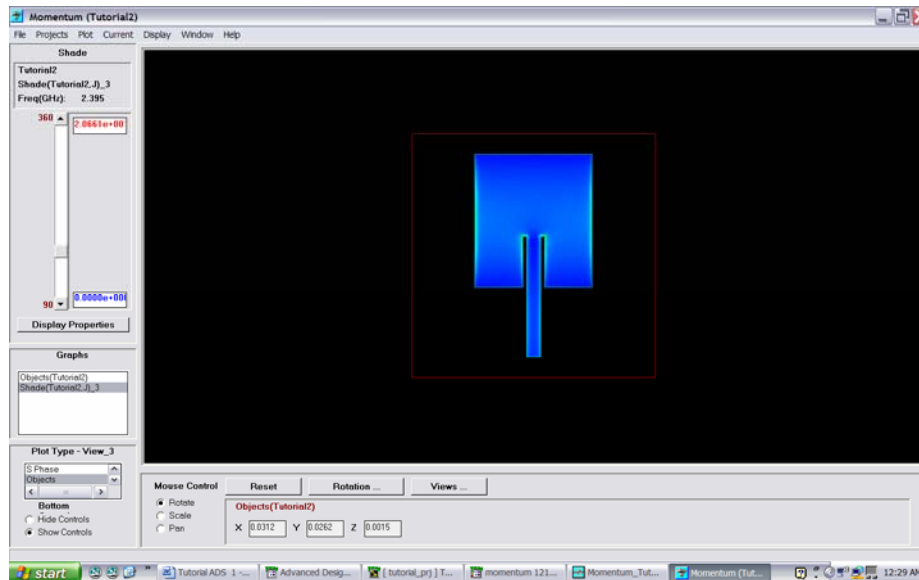 Momentum (Tutorial2)
File Projects Plot Current Display Window Help
Shade
Tutorial2
Shade(Tutorial2,J)_3
Freq(GHz): 2.395
360
2.0661e+00
0.0000e+00
90
Display Properties
Graphs
Objects(Tutorial2)
Shade(Tutorial2,J)_3
Plot Type - View_3
S Phase
Objects
Bottom
Hide Controls
Show Controls
Mouse Control
Rotate
Scale
Pan
Reset Rotation ... Views ...
Objects(Tutorial2)
X 0.0312 Y 0.0262 Z 0.0015
start
Tutorial ADS 1 -...
Advanced Desig...
[ tutorial_prj ] T...
momentum 121...
Momentum_Tut...
Momentum (Tut...
12:29 A